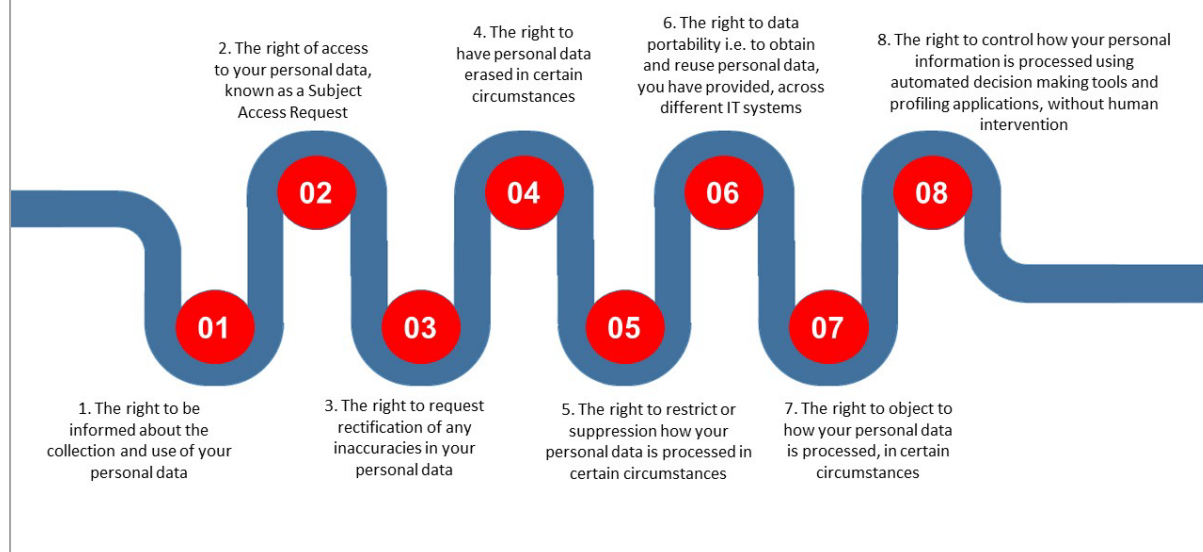 2. The right of access
to your personal data,
known as a Subject
Access Request
4. The right to
have personal data
erased in certain
circumstances
6. The right to data
portability i.e. to obtain
and reuse personal data,
you have provided, across
different IT systems
8. The right to control how your personal
information is processed using
automated decision making tools and
profiling applications, without human
intervention
02
04
06
08
01
03
05
07
1. The right to be
informed about the
collection and use of your
personal data
3. The right to request
rectification of any
inaccuracies in your
personal data
5. The right to restrict or
suppression how your
personal data is processed in
certain circumstances
7. The right to object to
how your personal data
is processed, in certain
circumstances